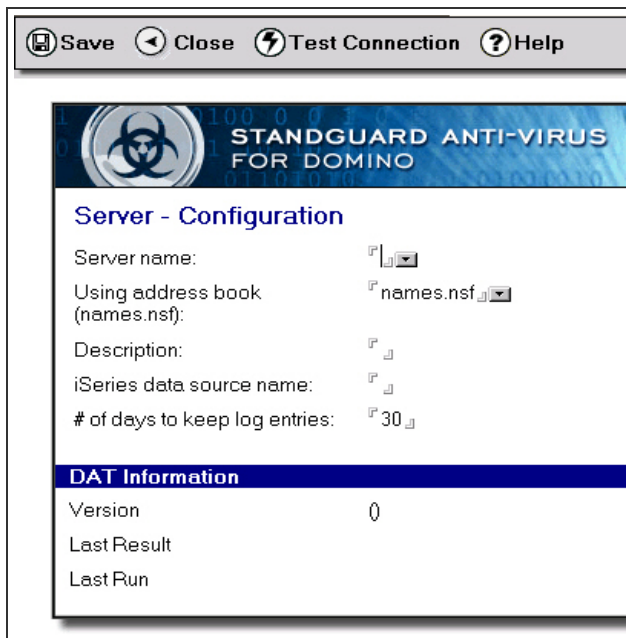 Save Close Test Connection Help
STANDGUARD ANTI-VIRUS
FOR DOMINO
Server - Configuration
Server name:
Using address book names.nsf
(names.nsf):
Description:
iSeries data source name:
# of days to keep log entries: 30
DAT Information
Version ()
Last Result
Last Run